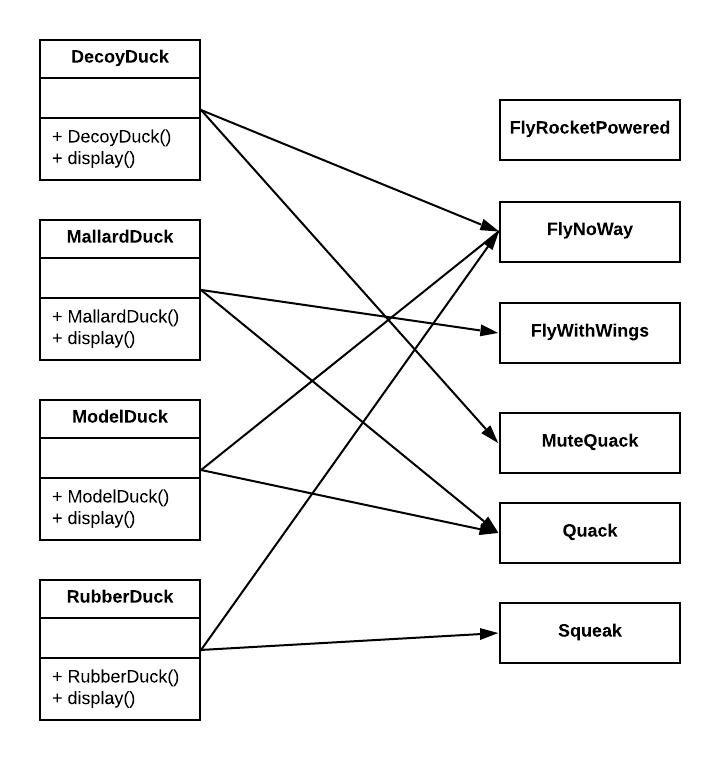 DecoyDuck
+ DecoyDuck()
+ display()
MallardDuck
+ MallardDuck()
+ display()
ModelDuck
+ ModelDuck()
+ display()
RubberDuck
+ RubberDuck()
+ display()
FlyRocketPowered
FlyNoWay
FlyWithWings
MuteQuack
Quack
Squeak